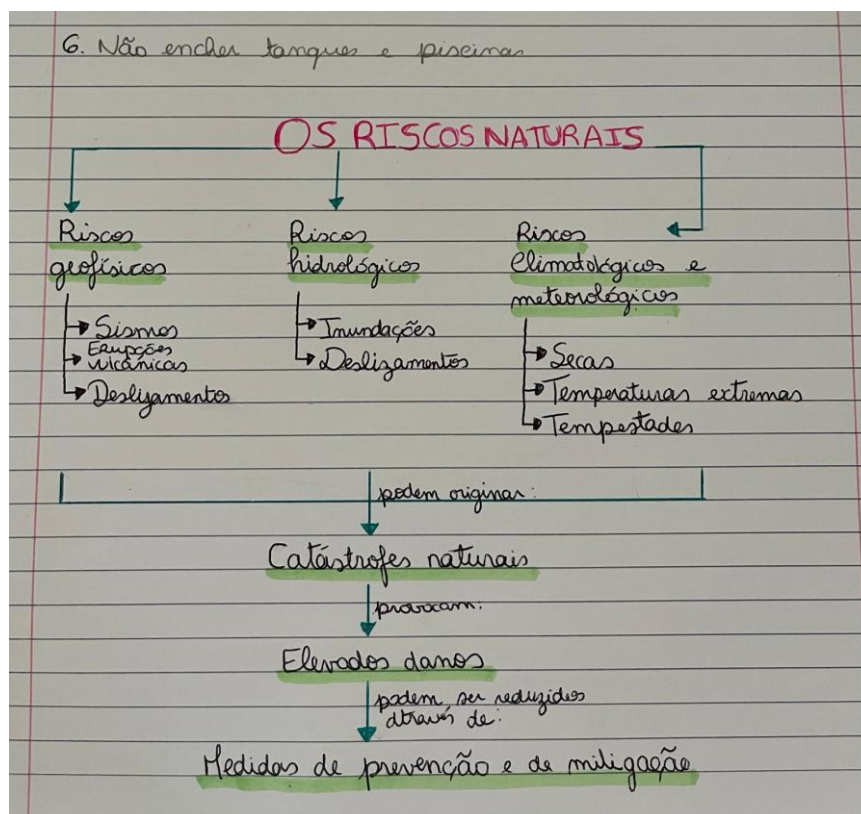 6. Não encher tanques e piscinas
OS RISCOS NATURAIS
Riscos
geofísicos
Sismos
Erupções
vulcânicas
Deslizamentos
Riscos
hidrológicos
Inundações
Deslizamentos
Riscos
climatológicos e
meteorológicos
Secas
Temperaturas extremas
Tempestades
podem originar:
Catástrofes naturais
provocam:
Elevados danos
podem ser reduzidos
através de:
Medidas de prevenção e de mitigação